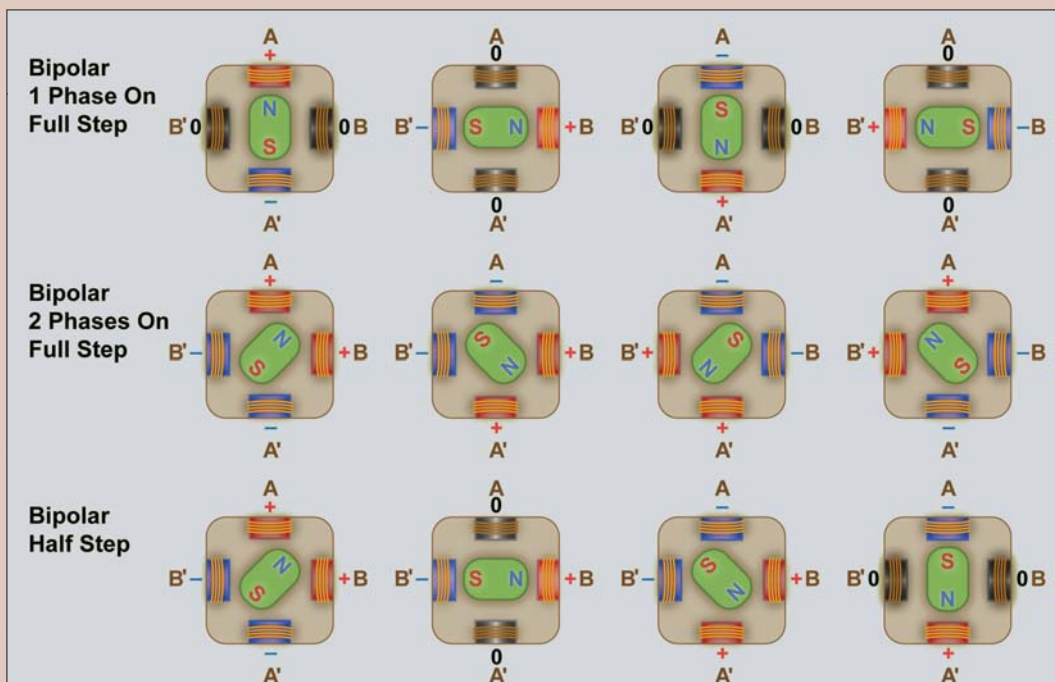 A
+
A
0
A
–
A
0
Bipolar
1 Phase On
Full Step
B' 0 N S 0 B
B' – S N + B
B' 0 S N 0 B
B' + N S – B
–
A'
0
A'
+
A'
0
A'
A
+
A
–
A
–
A
+
Bipolar
2 Phases On
Full Step
B' – N S + B
B' – S N + B
B' + S N – B
B' + N S – B
–
A'
+
A'
+
A'
–
A'
A
+
A
0
A
–
A
–
Bipolar
Half Step
B' – N S + B
B' – S N + B
B' – S N + B
B' 0 S N 0 B
–
A'
0
A'
+
A'
+
A'